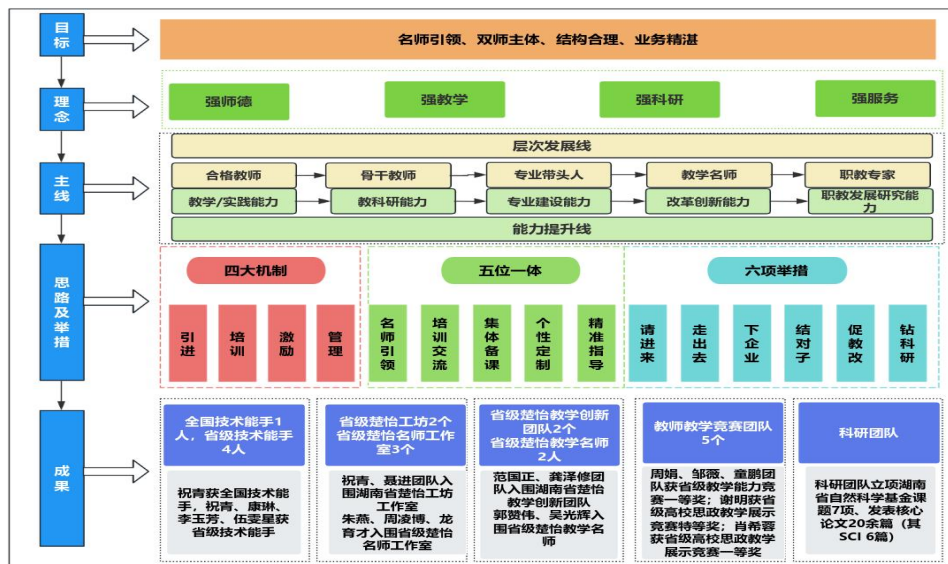 目标
名师引领、双师主体、结构合理、业务精湛
理念
强师德
强教学
强科研
强服务
主线
层次发展线
合格教师
骨干教师
专业带头人
教学名师
职教专家
教学/实践能力
教科研能力
专业建设能力
改革创新能力
职教发展研究能
力
能力提升线
思路及举措
四大机制
引进
培训
激励
管理
五位一体
名师引领
培训交流
集体备课
个性定制
精准指导
六项举措
请进来
走出去
下企业
结对子
促教改
钻科研
成果
全国技术能手1
人，省级技术能手
4人
祝青获全国技术能
手，祝青、康琳、
李玉芳、伍雯星获
省级技术能手
省级楚怡工坊2个
省级楚怡名师工作
室3个
祝青、聂进团队入
围湖南省楚怡工坊
工作室
朱燕、周凌博、龙
育才入围省级楚怡
名师工作室
省级楚怡教学创新
团队2个
省级楚怡教学名师
2人
范国正、龚泽修团
队入围湖南省楚怡
教学创新团队
郭赞伟、吴光辉入
围省级楚怡教学名
师
教师教学竞赛团队
5个
周娟、邹薇、童鹏团
队获省级教学能力竞
赛一等奖；谢明获省
级高校思政教学展示
竞赛特等奖；肖希蓉
获省级高校思政教学
展示竞赛一等奖
科研团队
科研团队立项湖南
省自然科学基金课
题7项、发表核心
论文20余篇（其
SCI 6篇）